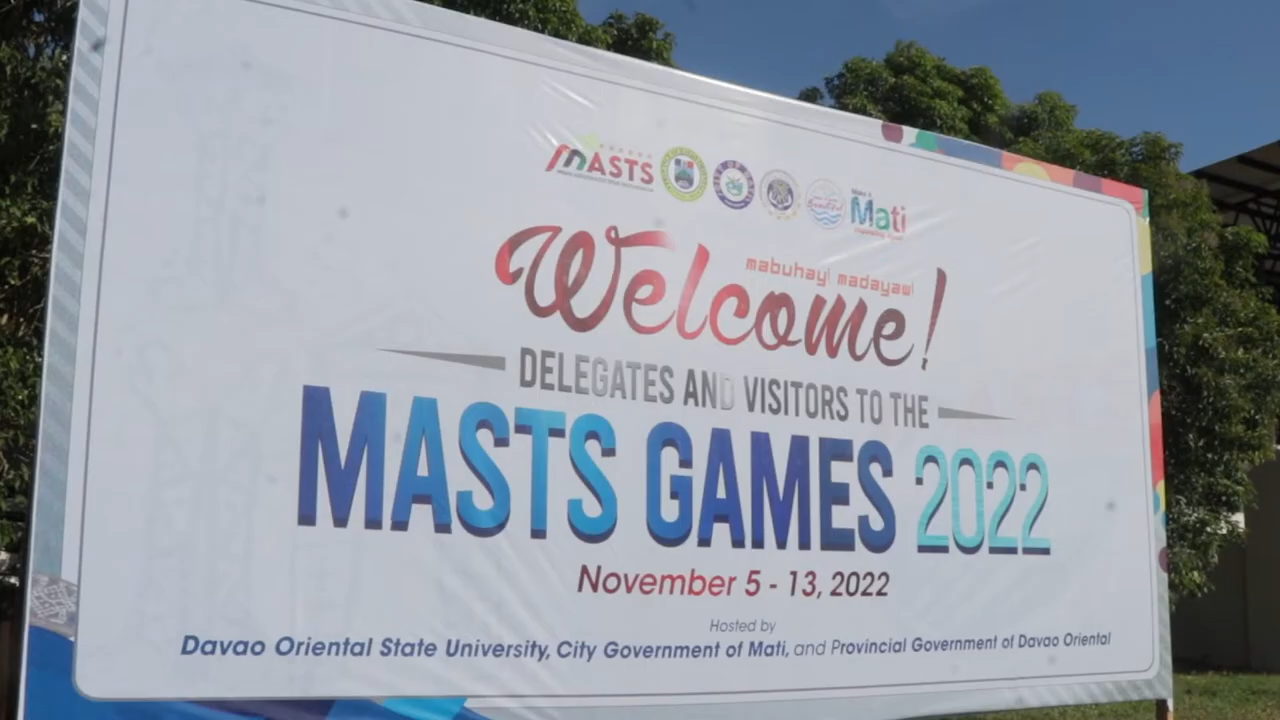 MASTS
Mati
Welcome!
mabuhay! madayaw!
DELEGATES AND VISITORS TO THE
MASTS GAMES 2022
November 5 - 13, 2022
Hosted by
Davao Oriental State University, City Government of Mati, and Provincial Government of Davao Oriental